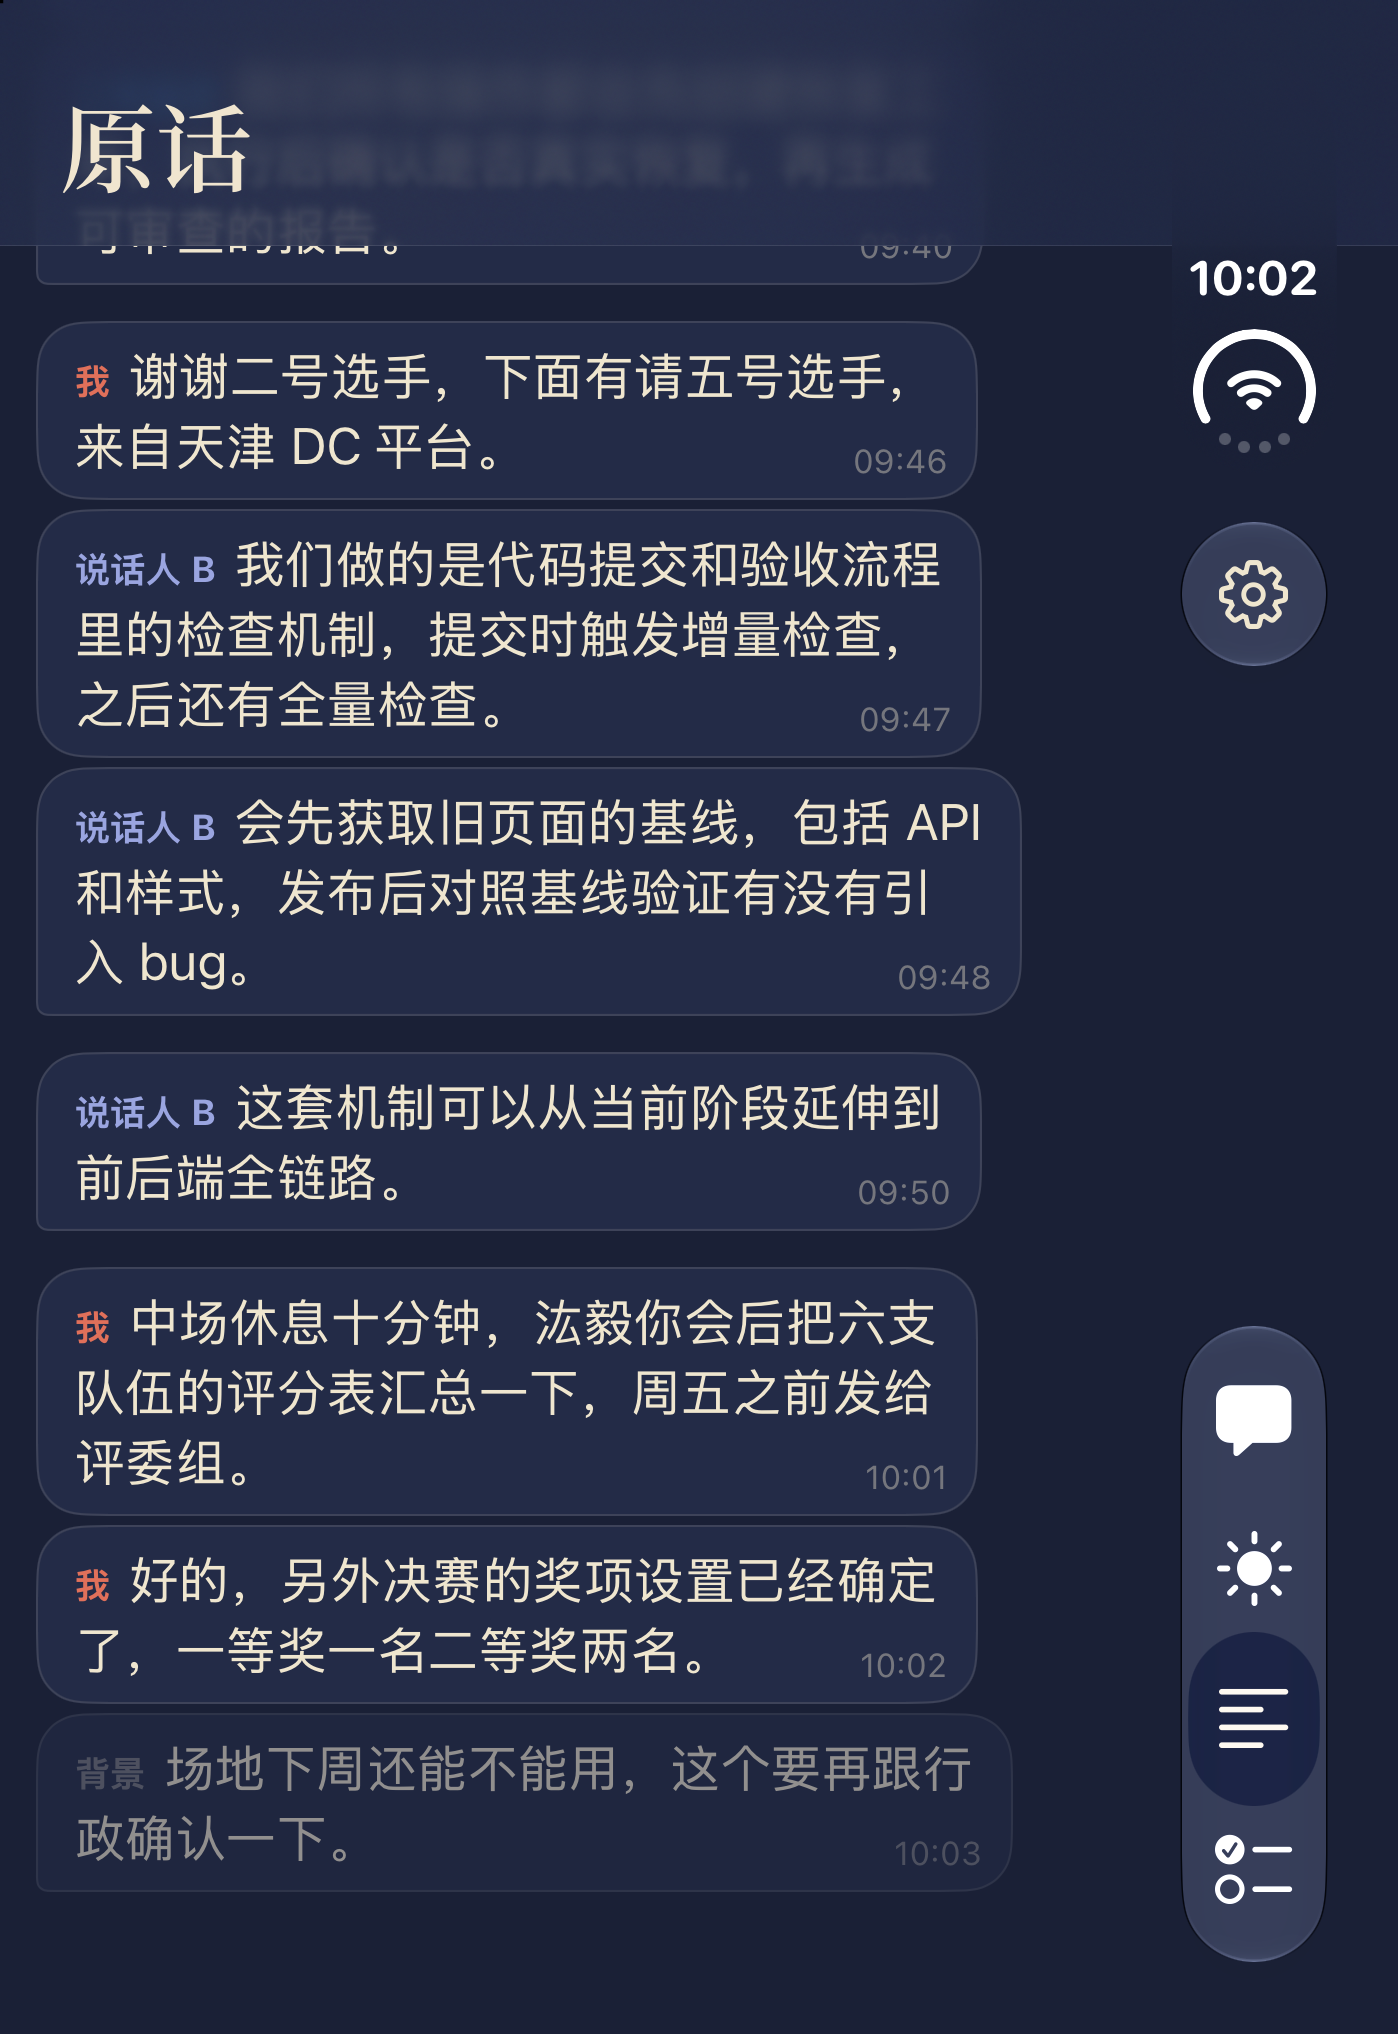 原话
可审查的报告。
09:40
10:02
我 谢谢二号选手，下面有请五号选手，
来自天津 DC 平台。
09:46
说话人 B 我们做的是代码提交和验收流程
里的检查机制，提交时触发增量检查，
之后还有全量检查。
09:47
说话人 B 会先获取旧页面的基线，包括 API
和样式，发布后对照基线验证有没有引
入 bug。
09:48
说话人 B 这套机制可以从当前阶段延伸到
前后端全链路。
09:50
我 中场休息十分钟，汯毅你会后把六支
队伍的评分表汇总一下，周五之前发给
评委组。
10:01
我 好的，另外决赛的奖项设置已经确定
了，一等奖一名二等奖两名。
10:02
背景 场地下周还能不能用，这个要再跟行
政确认一下。
10:03